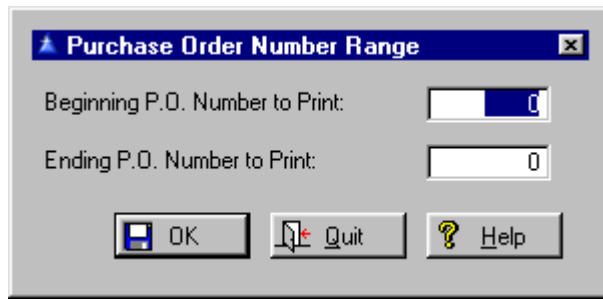 Purchase Order Number Range
Beginning P.O. Number to Print: 0
Ending P.O. Number to Print: 0
OK Quit Help